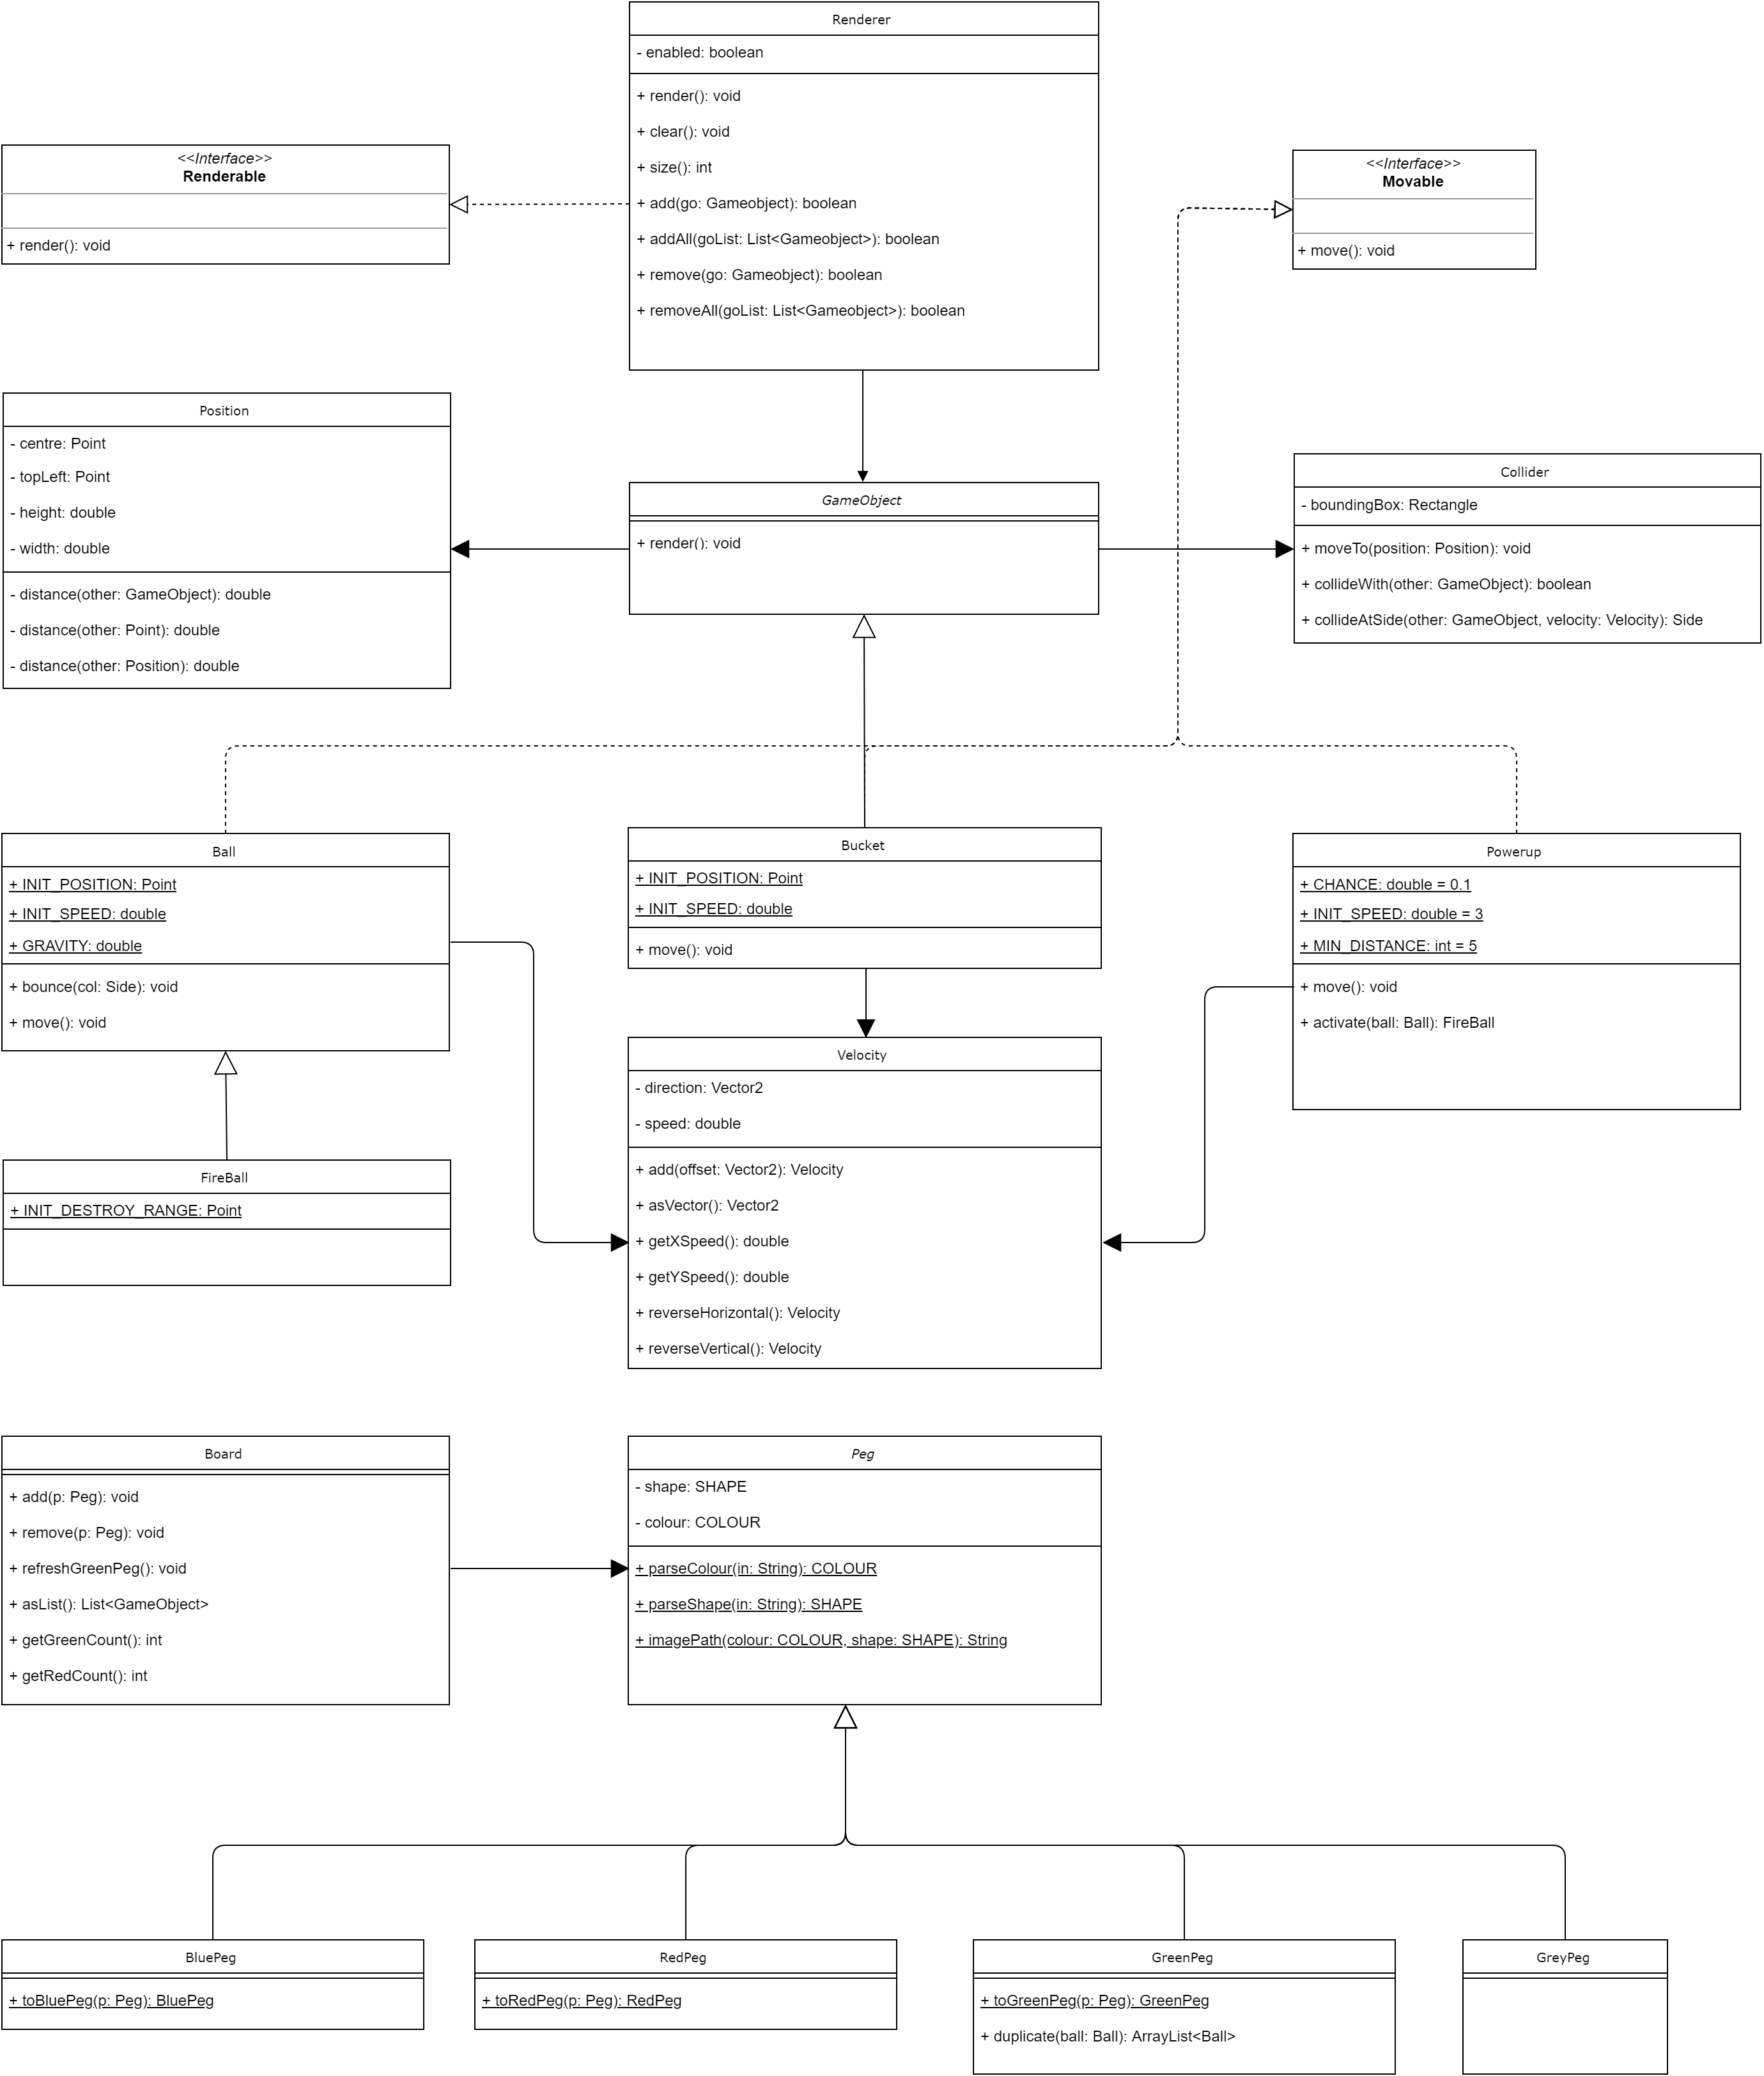 Renderer
- enabled: boolean
+ render(): void
+ clear(): void
+ size(): int
+ add(go: Gameobject): boolean
+ addAll(goList: List<Gameobject>): boolean
+ remove(go: Gameobject): boolean
+ removeAll(goList: List<Gameobject>): boolean
<<Interface>>
Renderable
+ render(): void
<<Interface>>
Movable
+ move(): void
Position
- centre: Point
- topLeft: Point
- height: double
- width: double
- distance(other: GameObject): double
- distance(other: Point): double
- distance(other: Position): double
GameObject
+ render(): void
Collider
- boundingBox: Rectangle
+ moveTo(position: Position): void
+ collideWith(other: GameObject): boolean
+ collideAtSide(other: GameObject, velocity: Velocity): Side
Ball
+ INIT_POSITION: Point
+ INIT_SPEED: double
+ GRAVITY: double
+ bounce(col: Side): void
+ move(): void
Bucket
+ INIT_POSITION: Point
+ INIT_SPEED: double
+ move(): void
Powerup
+ CHANCE: double = 0.1
+ INIT_SPEED: double = 3
+ MIN_DISTANCE: int = 5
+ move(): void
+ activate(ball: Ball): FireBall
FireBall
+ INIT_DESTROY_RANGE: Point
Velocity
- direction: Vector2
- speed: double
+ add(offset: Vector2): Velocity
+ asVector(): Vector2
+ getXSpeed(): double
+ getYSpeed(): double
+ reverseHorizontal(): Velocity
+ reverseVertical(): Velocity
Board
+ add(p: Peg): void
+ remove(p: Peg): void
+ refreshGreenPeg(): void
+ asList(): List<GameObject>
+ getGreenCount(): int
+ getRedCount(): int
Peg
- shape: SHAPE
- colour: COLOUR
+ parseColour(in: String): COLOUR
+ parseShape(in: String): SHAPE
+ imagePath(colour: COLOUR, shape: SHAPE): String
BluePeg
+ toBluePeg(p: Peg): BluePeg
RedPeg
+ toRedPeg(p: Peg): RedPeg
GreenPeg
+ toGreenPeg(p: Peg): GreenPeg
+ duplicate(ball: Ball): ArrayList<Ball>
GreyPeg